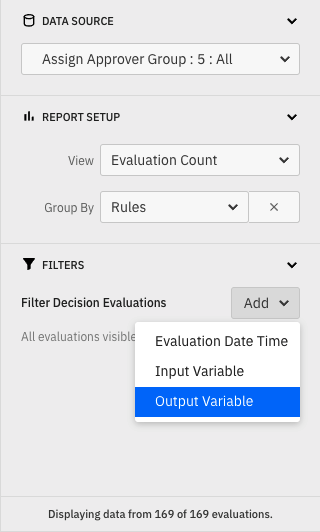 DATA SOURCE
Assign Approver Group : 5 : All
REPORT SETUP
View
Evaluation Count
Group By
Rules
×
FILTERS
Filter Decision Evaluations
Add
All evaluations visible
Evaluation Date Time
Input Variable
Output Variable
Displaying data from 169 of 169 evaluations.